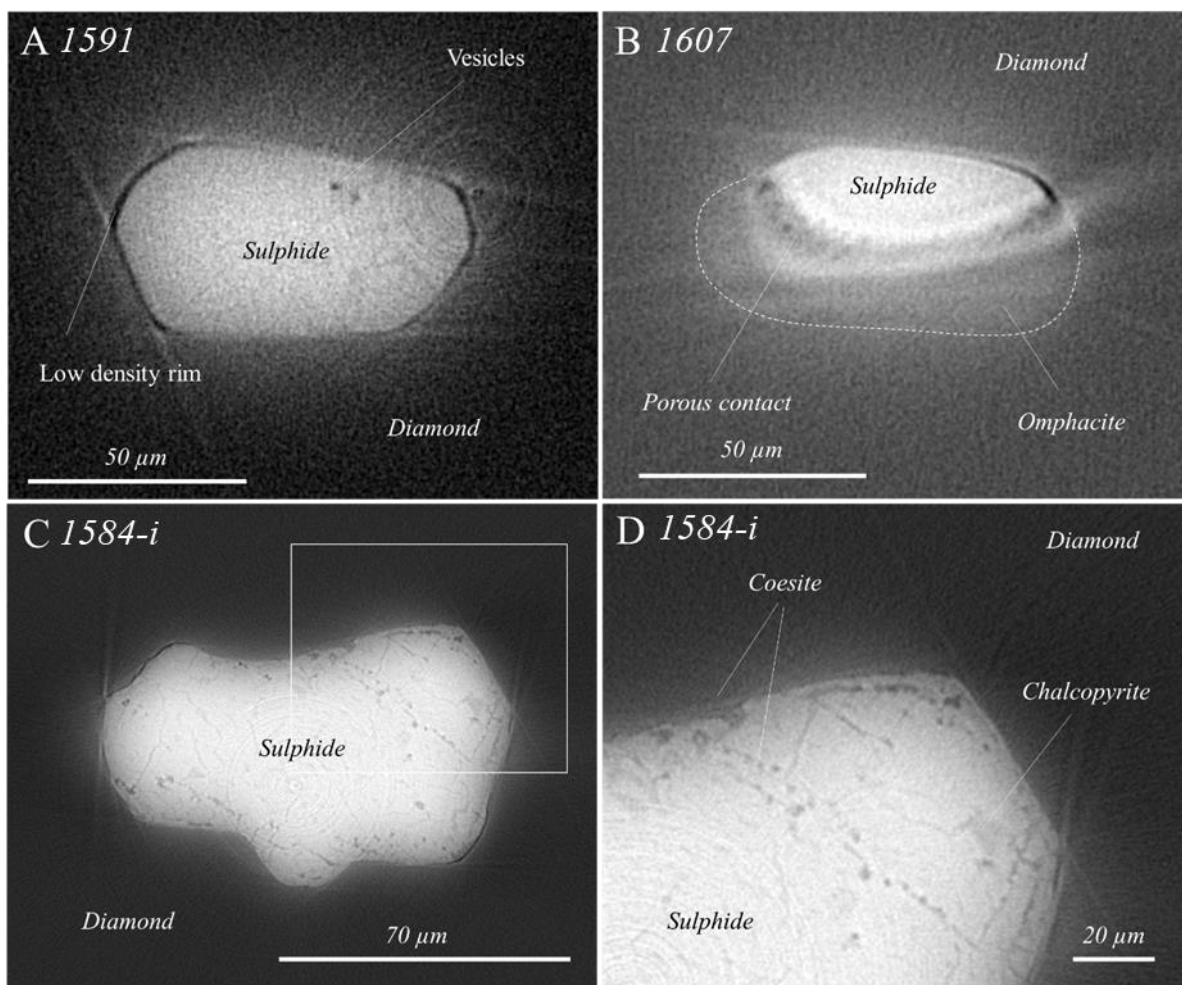 A 1591
Vesicles
Sulphide
Low density rim
Diamond
50 µm
B 1607
Diamond
Sulphide
Porous contact
Omphacite
50 µm
C 1584-i
Sulphide
Diamond
70 µm
D 1584-i
Diamond
Coesite
Chalcopyrite
Sulphide
20 µm